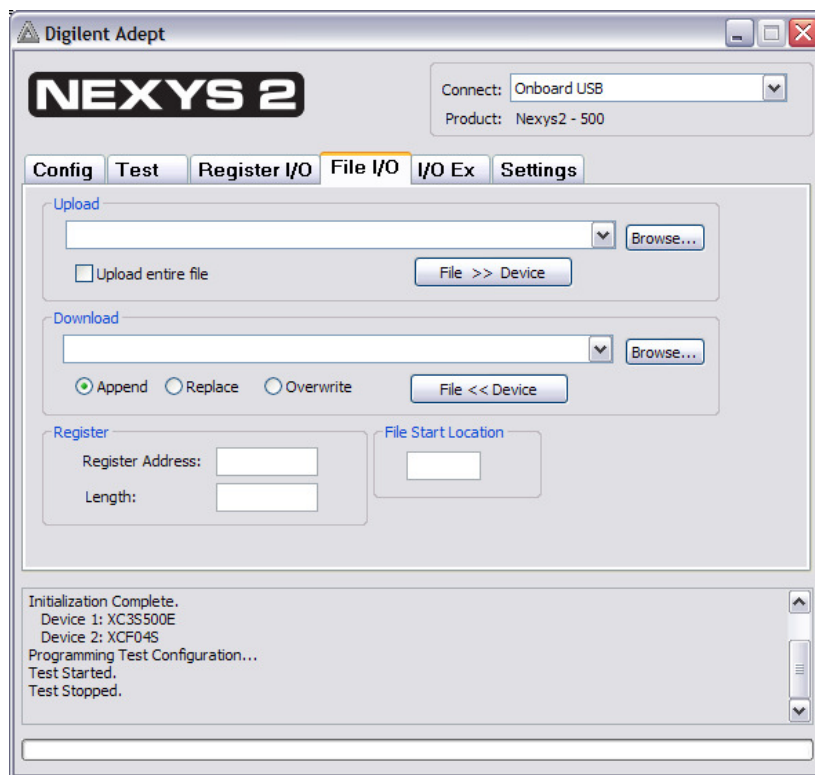 Digilent Adept
NEXYS 2
Connect: Onboard USB
Product: Nexys2 - 500
Config Test Register I/O File I/O I/O Ex Settings
Upload
Browse...
Upload entire file
File >> Device
Download
Browse...
Append Replace Overwrite
File << Device
Register
File Start Location
Register Address:
Length:
Initialization Complete.
Device 1: XC3S500E
Device 2: XCF04S
Programming Test Configuration...
Test Started.
Test Stopped.